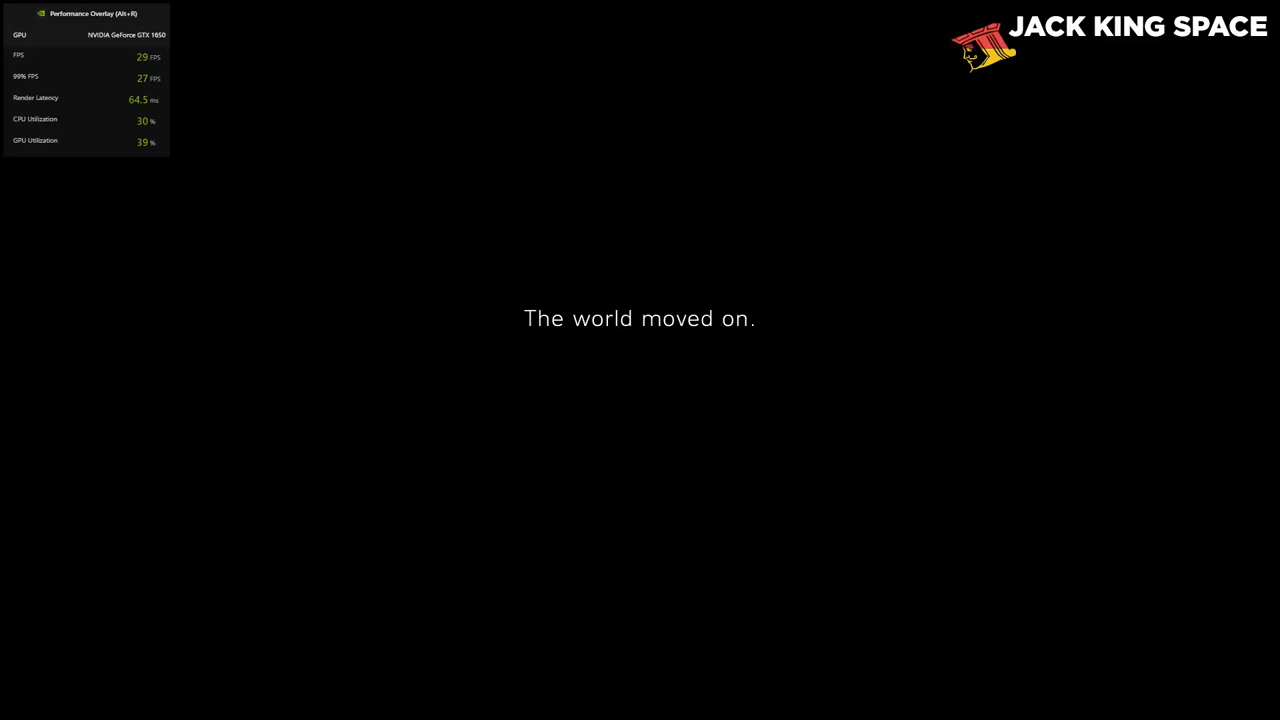 Performance Overlay (Alt+R)
GPU NVIDIA GeForce GTX 1650
FPS 29 FPS
99% FPS 27 FPS
Render Latency 64.5 ms
CPU Utilization 30 %
GPU Utilization 39 %
JACK KING SPACE
The world moved on.